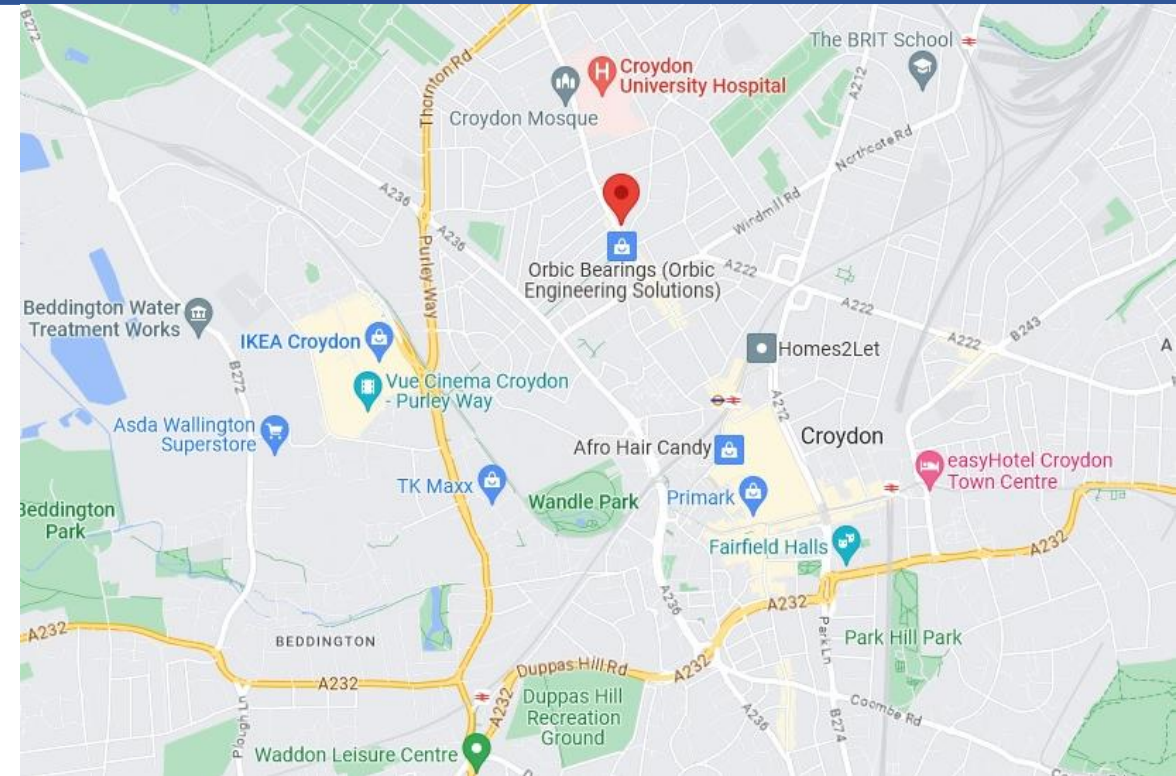 B272
The BRIT School
Croydon
University Hospital
Thornton Rd
A212
Croydon Mosque
Northcote Rd
A236
A236
Windmill Rd
Purley Way
A222
Orbic Bearings (Orbic
Engineering Solutions)
A222
Beddington Water
Treatment Works
IKEA Croydon
A222
B243
A
Homes2Let
B272
Vue Cinema Croydon
- Purley Way
A212
Asda Wallington
Superstore
Croydon
Afro Hair Candy
easyHotel Croydon
Town Centre
TK Maxx
Wandle Park
Primark
Beddington
Park
Fairfield Halls
A232
A236
A232
A232
BEDDINGTON
Park Ln
Park Hill Park
Duppas Hill Rd
A232
A232
A232
Duppas Hill
Recreation
Ground
Coombe Rd
A236
B274
Plough Ln
Waddon Leisure Centre